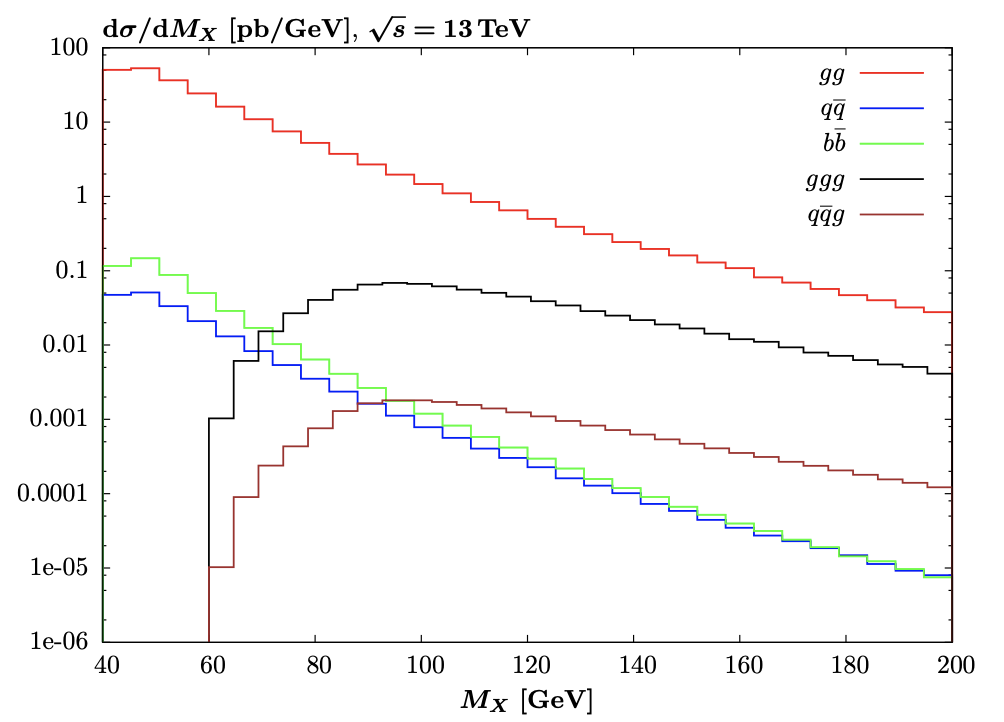 dσ/dM_X [pb/GeV], √s = 13 TeV
100
10
1
0.1
0.01
0.001
0.0001
1e-05
1e-06
gg
qq̅
bb̅
ggg
qq̅g
40 60 80 100 120 140 160 180 200
M_X [GeV]